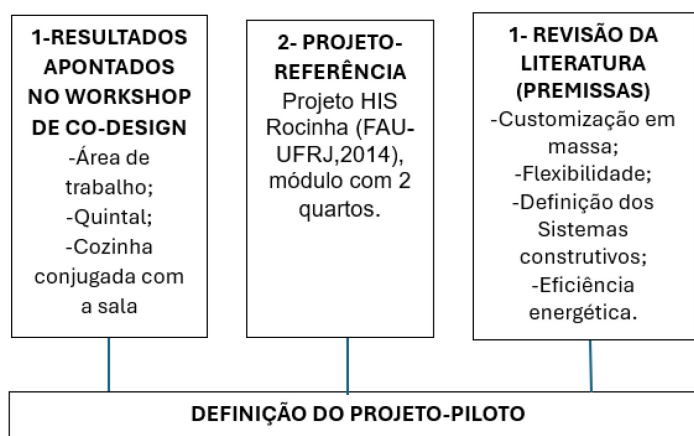 1-RESULTADOS
APONTADOS
NO WORKSHOP
DE CO-DESIGN
-Área de
trabalho;
-Quintal;
-Cozinha
conjugada com
a sala
2- PROJETO-
REFERÊNCIA
Projeto HIS
Rocinha (FAU-
UFRJ,2014),
módulo com 2
quartos.
1- REVISÃO DA
LITERATURA
(PREMISSAS)
-Customização em
massa;
-Flexibilidade;
-Definição dos
Sistemas
construtivos;
-Eficiência
energética.
DEFINIÇÃO DO PROJETO-PILOTO